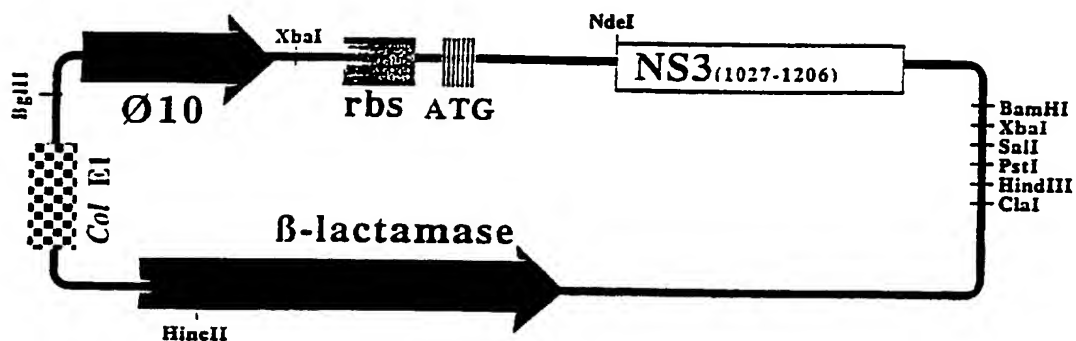 NdeI
XbaI
NS3(1027-1206)
BglII
Ø10
rbs
ATG
BamHI
XbaI
SalI
PstI
HindIII
ClaI
Col E1
ß-lactamase
HincII